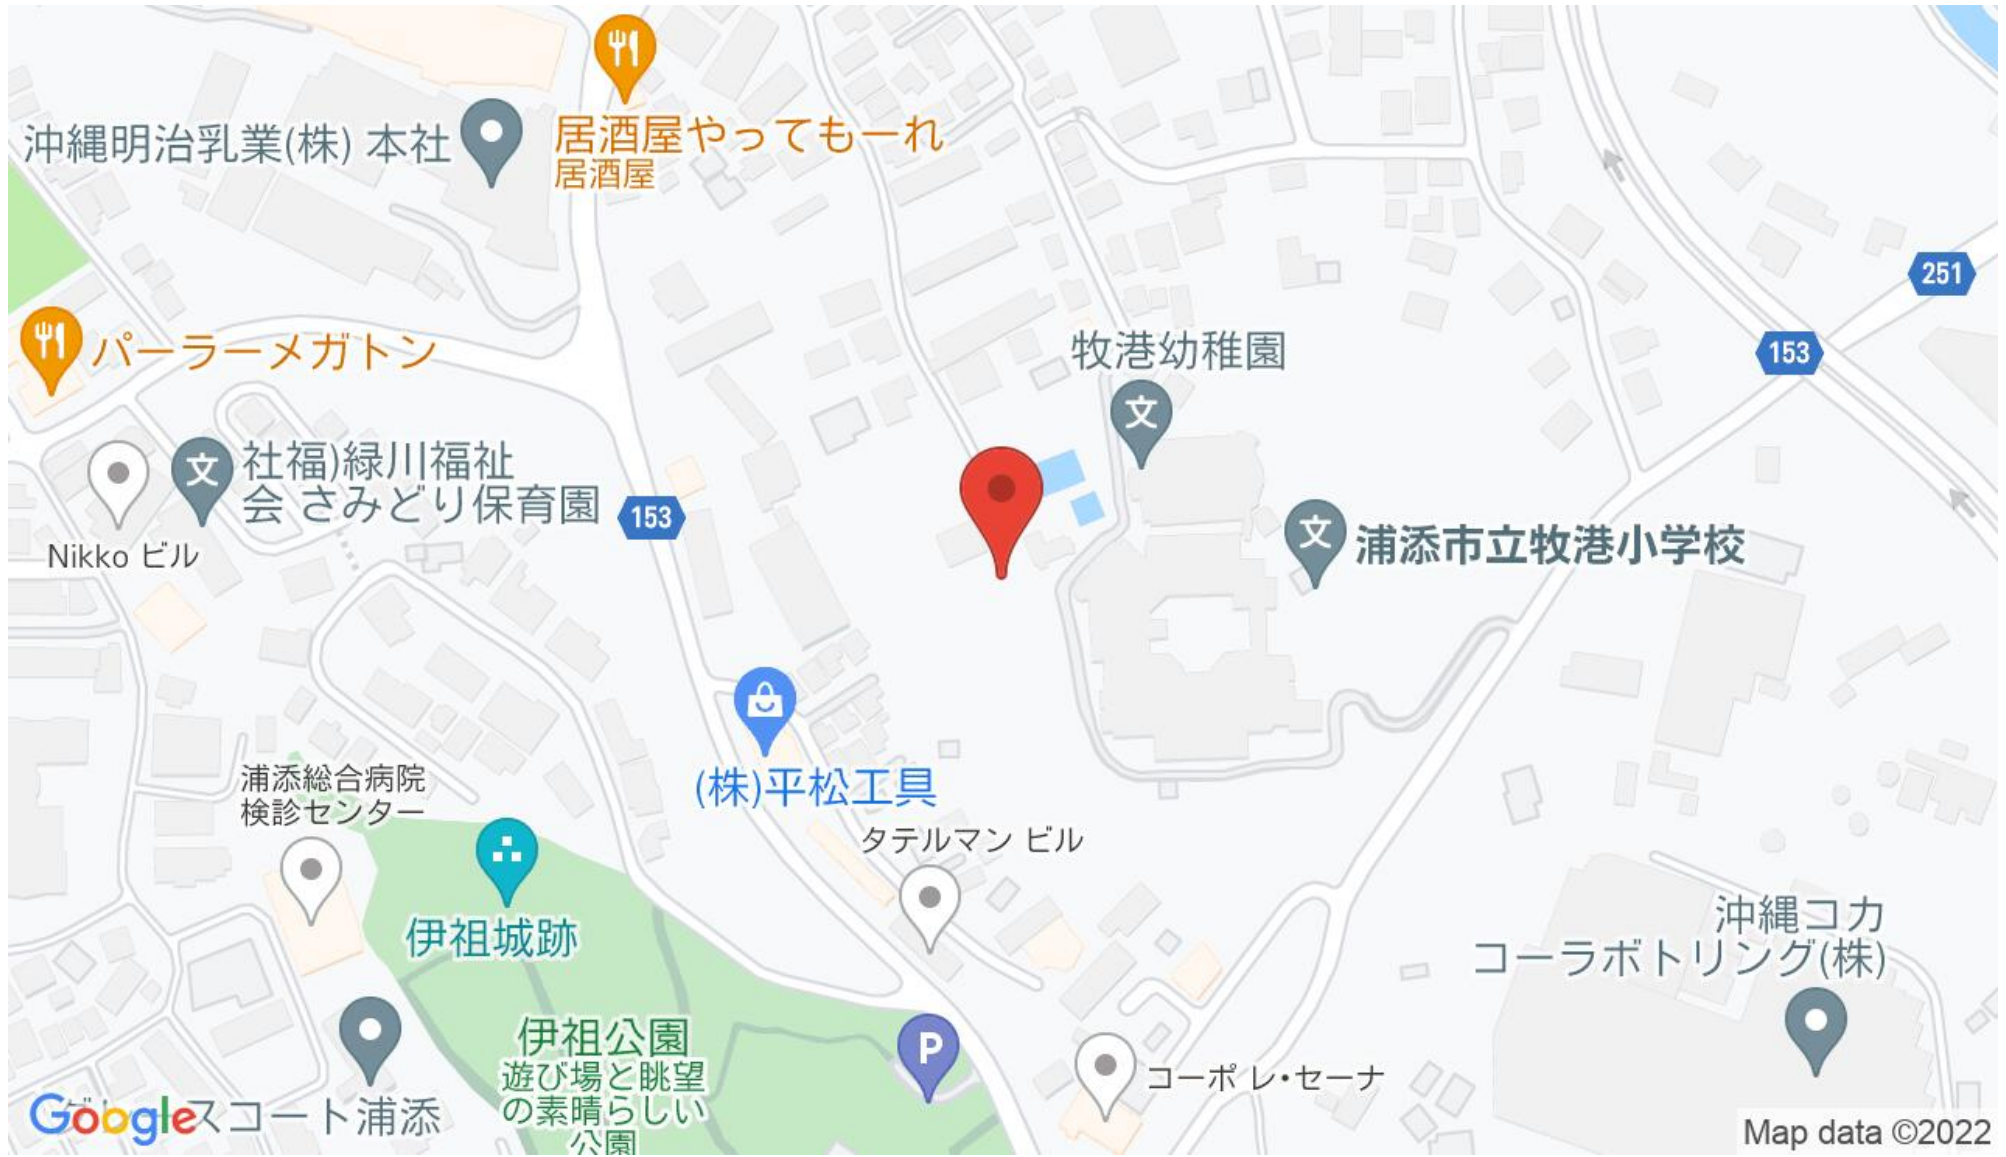 居酒屋やってもーれ
居酒屋
沖縄明治乳業(株) 本社
251
153
パーラーメガトン
牧港幼稚園
文
社福)緑川福祉
会 さみどり保育園
文
153
Nikko ビル
文
浦添市立牧港小学校
浦添総合病院
検診センター
(株)平松工具
タテルマン ビル
伊祖城跡
沖縄コカ
コーラボトリング(株)
伊祖公園
遊び場と眺望
の素晴らしい
公園
P
コーポ レ・セーナ
スコート浦添
Google
Map data ©2022